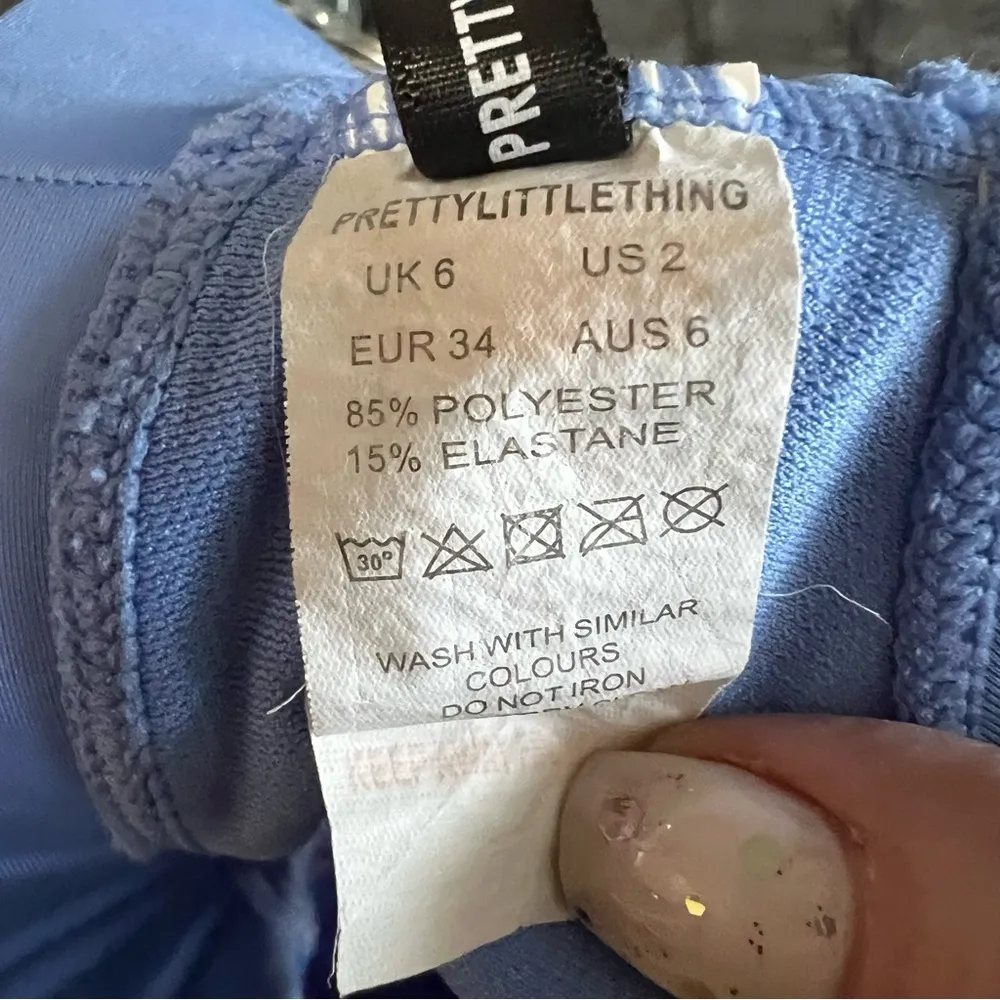 PRETTY
PRETTYLITTLETHING
UK 6 US 2
EUR 34 AUS 6
85% POLYESTER
15% ELASTANE
30°
WASH WITH SIMILAR
COLOURS
DO NOT IRON